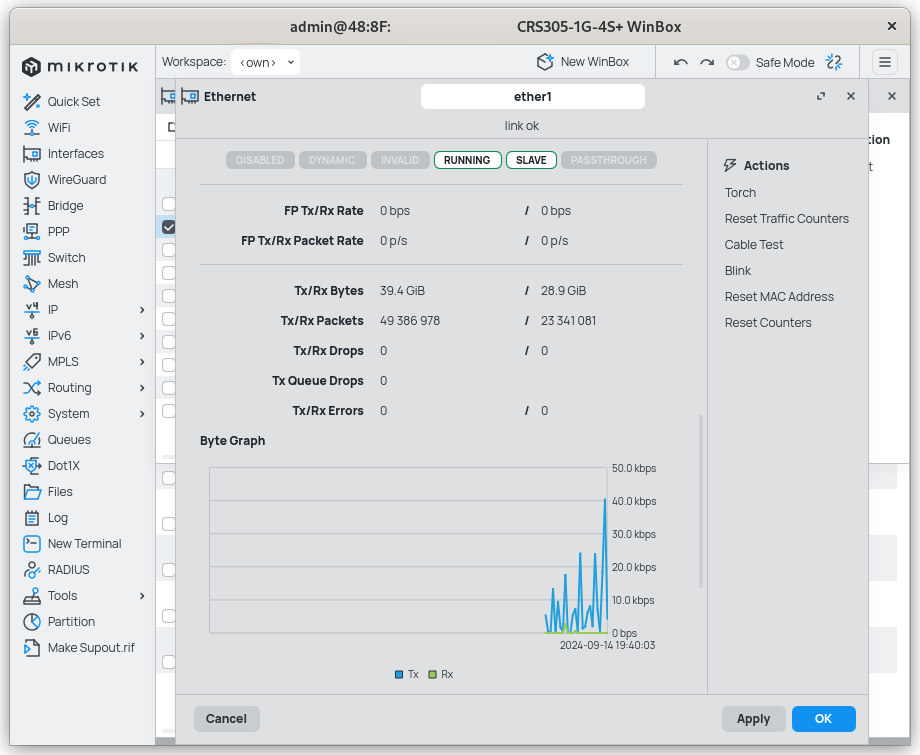 admin@48:8F: CRS305-1G-4S+ WinBox
mikrotik
Workspace: <own> New WinBox Safe Mode
Quick Set
WiFi
Interfaces
WireGuard
Bridge
PPP
Switch
Mesh
IP
IPv6
MPLS
Routing
System
Queues
Dot1X
Files
Log
New Terminal
RADIUS
Tools
Partition
Make Supout.rif
Ethernet ether1
link ok
DISABLED DYNAMIC INVALID RUNNING SLAVE PASSTHROUGH
FP Tx/Rx Rate 0 bps / 0 bps
FP Tx/Rx Packet Rate 0 p/s / 0 p/s
Tx/Rx Bytes 39.4 GiB / 28.9 GiB
Tx/Rx Packets 49 386 978 / 23 341 081
Tx/Rx Drops 0 / 0
Tx Queue Drops 0
Tx/Rx Errors 0 / 0
Byte Graph
50.0 kbps
40.0 kbps
30.0 kbps
20.0 kbps
10.0 kbps
0 bps
2024-09-14 19:40:03
Tx Rx
Actions
Torch
Reset Traffic Counters
Cable Test
Blink
Reset MAC Address
Reset Counters
Cancel Apply OK